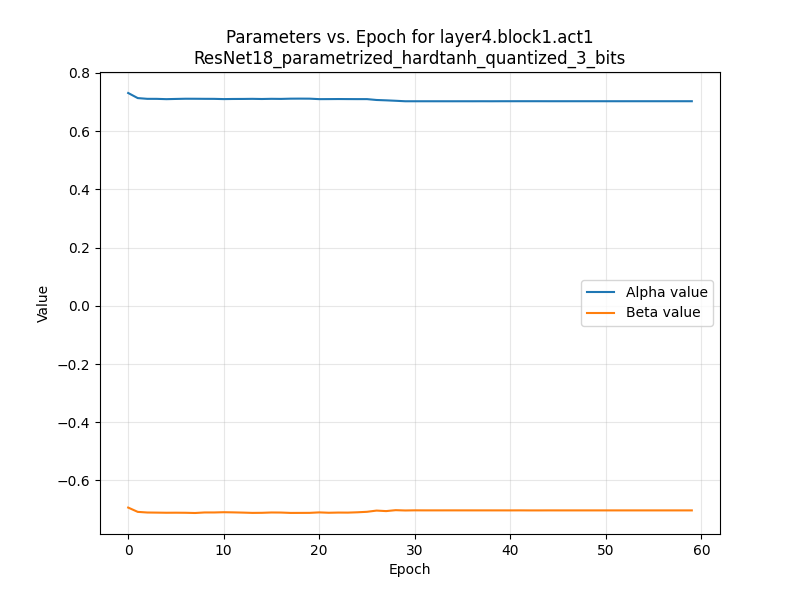 Parameters vs. Epoch for layer4.block1.act1
ResNet18_parametrized_hardtanh_quantized_3_bits
0.8
0.6
0.4
0.2
0.0
−0.2
−0.4
−0.6
Value
Alpha value
Beta value
0 10 20 30 40 50 60
Epoch